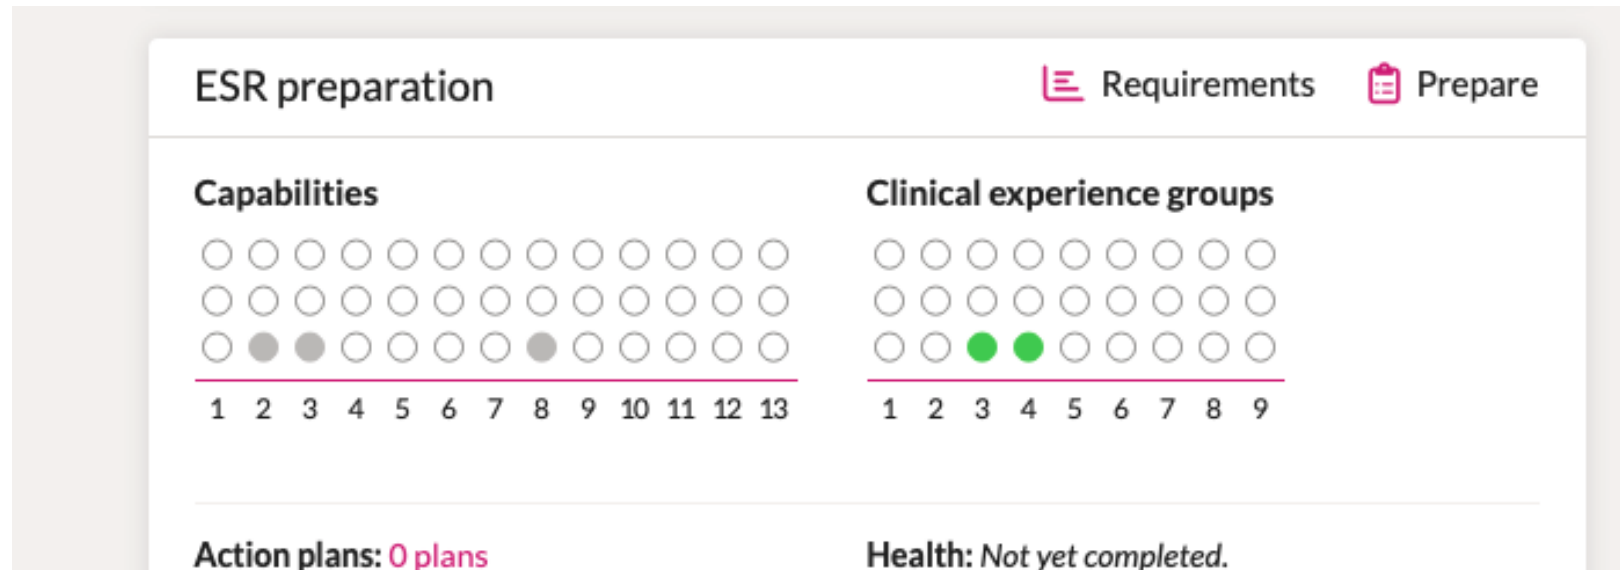 ESR preparation
Requirements
Prepare
Capabilities
1 2 3 4 5 6 7 8 9 10 11 12 13
Clinical experience groups
1 2 3 4 5 6 7 8 9
Action plans: 0 plans
Health: Not yet completed.